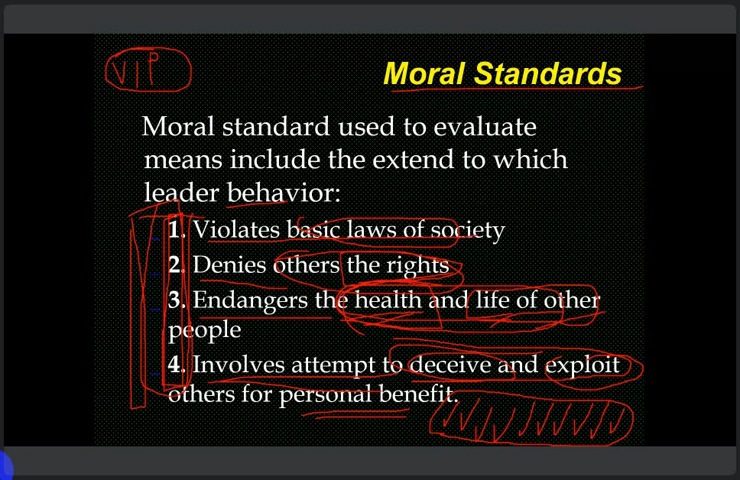 VIP
Moral Standards
Moral standard used to evaluate
means include the extend to which
leader behavior:
1. Violates basic laws of society
2. Denies others the rights
3. Endangers the health and life of other
people
4. Involves attempt to deceive and exploit
others for personal benefit.